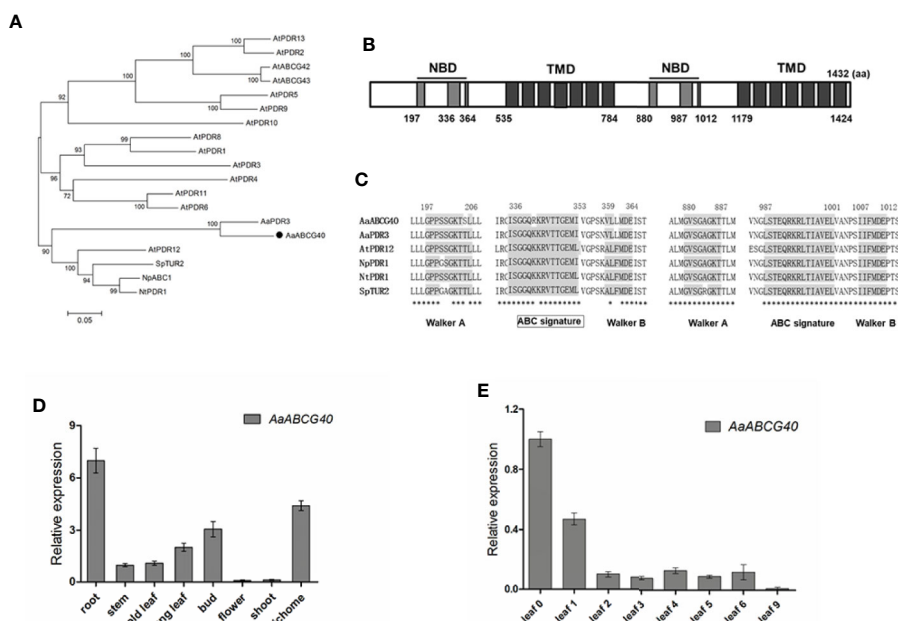 A
AtPDR13
AtPDR2
AtABCG42
AtABCG43
AtPDR5
AtPDR9
AtPDR10
AtPDR8
AtPDR1
AtPDR3
AtPDR4
AtPDR11
AtPDR6
AaPDR3
AaABCG40
AtPDR12
SpTUR2
NpABC1
NtPDR1
100
100
100
100
100
92
99
93
96
72
100
100
90
100
94
99
0.05
B
NBD TMD NBD TMD
1432 (aa)
197 336 364 535 784 880 987 1012 1179 1424
C
197 206 336 353 359 364 880 887 987 1001 1007 1012
AaABCG40 LLLGPPSSGKTSLLL IRCISGGQKKRVTTGEMI VGPSKVLLMDEIST ALMGVSGAGKTTLM VNGLSTEQRKRLTIAVELVANPSIIFMDEPTS
AaPDR3
AtPDR12
NpPDR1
NtPDR1
SpTUR2
Walker A ABC signature Walker B Walker A ABC signature Walker B
D
AaABCG40
Relative expression
9
6
3
0
root stem old leaf bud flower shoot
E
AaABCG40
Relative expression
1.2
0.8
0.4
0.0
leaf 0 leaf 1 leaf 2 leaf 3 leaf 4 leaf 5 leaf 6 leaf 9